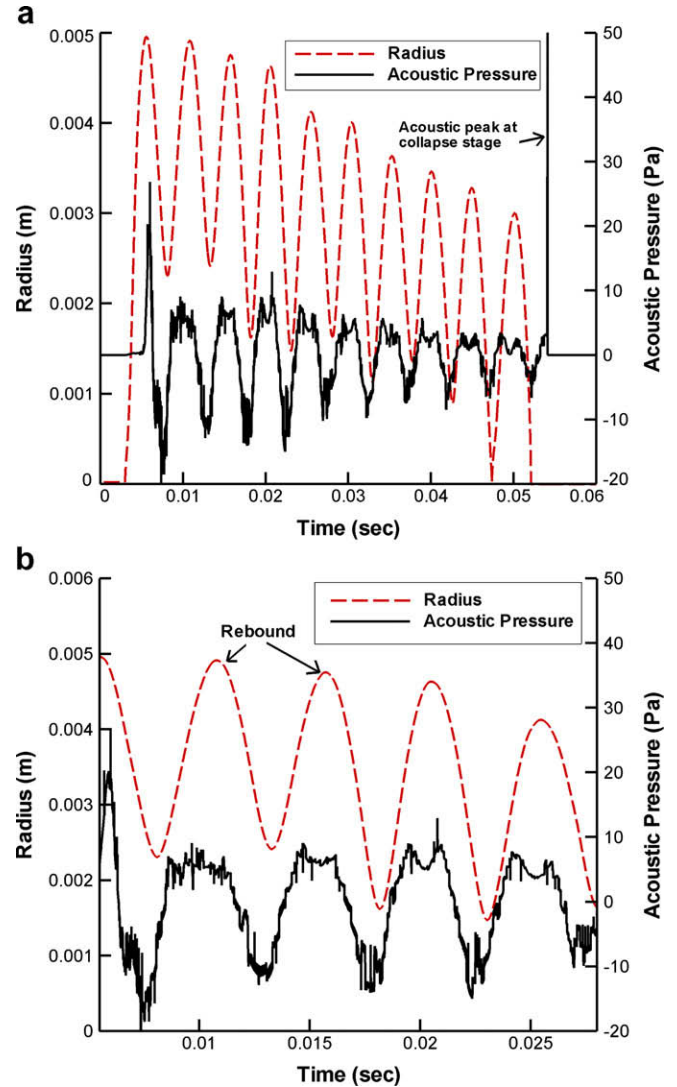 a
Radius
Acoustic Pressure
Acoustic peak at
collapse stage
0.005
0.004
0.003
0.002
0.001
0
Radius (m)
50
40
30
20
10
0
-10
-20
Acoustic Pressure (Pa)
0
0.01
0.02
0.03
0.04
0.05
0.06
Time (sec)
b
Radius
Acoustic Pressure
Rebound
0.006
0.005
0.004
0.003
0.002
0.001
0
Radius (m)
50
40
30
20
10
0
-10
-20
Acoustic Pressure (Pa)
0.01
0.015
0.02
0.025
Time (sec)